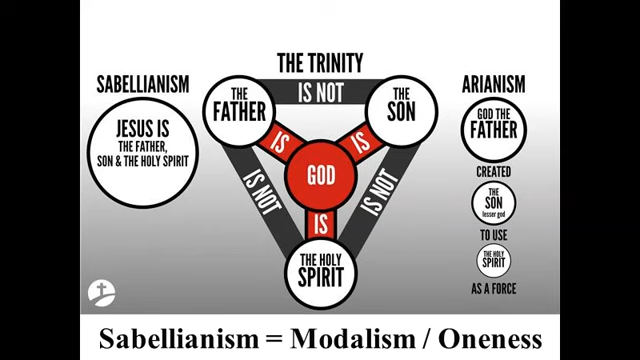 SABELLIANISM
JESUS IS
THE FATHER,
SON & THE HOLY SPIRIT
THE TRINITY
THE
FATHER
IS NOT
THE
SON
IS
IS
GOD
IS NOT
IS NOT
IS
THE HOLY
SPIRIT
ARIANISM
GOD THE
FATHER
CREATED
THE
SON
lesser god
TO USE
THE HOLY
SPIRIT
AS A FORCE
Sabellianism = Modalism / Oneness